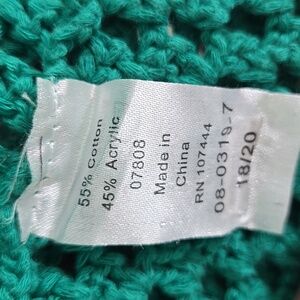 55% Cotton
45% Acrylic
07808
Made in
China
RN 107444
08-0319-7
18/20